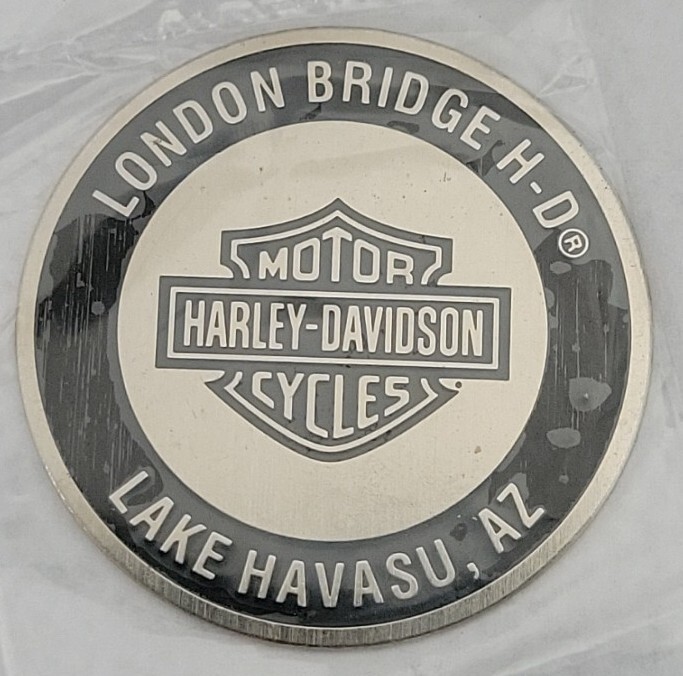 LONDON BRIDGE H-D®
MOTOR
HARLEY-DAVIDSON
CYCLES
LAKE HAVASU, AZ